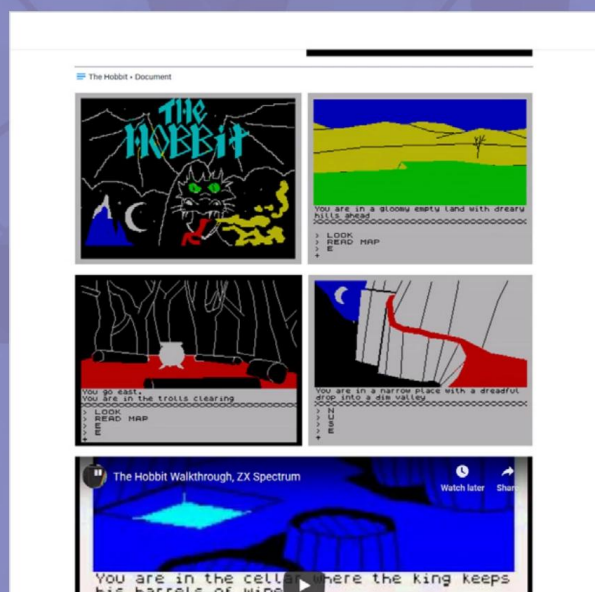 The Hobbit • Document
THE
HOBBIT
You are in a gloomy empty land with dreary
hills ahead
> LOOK
> READ MAP
> E
+
You go east.
You are in the trolls clearing
> LOOK
> READ MAP
> E
> E
+
You are in a narrow place with a dreadful
drop into a dim valley
> N
> U
> S
> E
+
The Hobbit Walkthrough, ZX Spectrum
Watch later
Shar
You are in the cellar where the king keeps
his barrels of wine